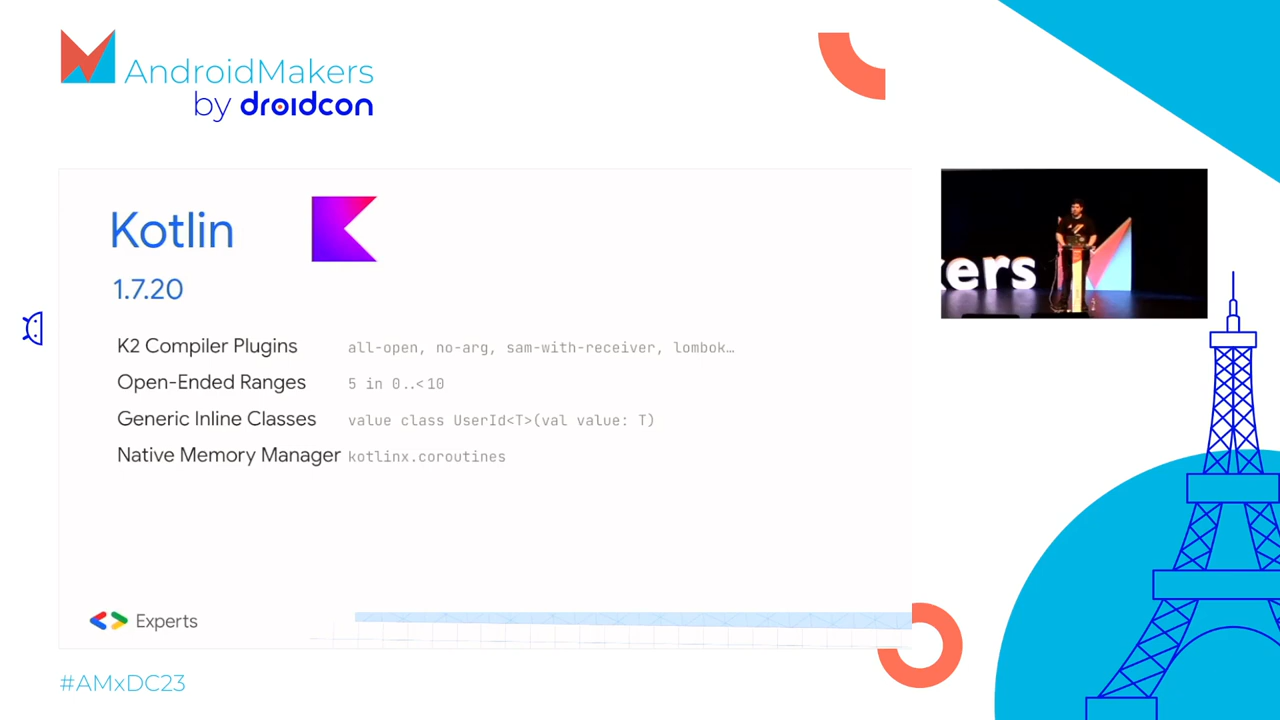 AndroidMakers
by droidcon
Kotlin
1.7.20
K2 Compiler Plugins all-open, no-arg, sam-with-receiver, lombok…
Open-Ended Ranges 5 in 0..<10
Generic Inline Classes value class UserId<T>(val value: T)
Native Memory Manager kotlinx.coroutines
Experts
#AMxDC23
kers